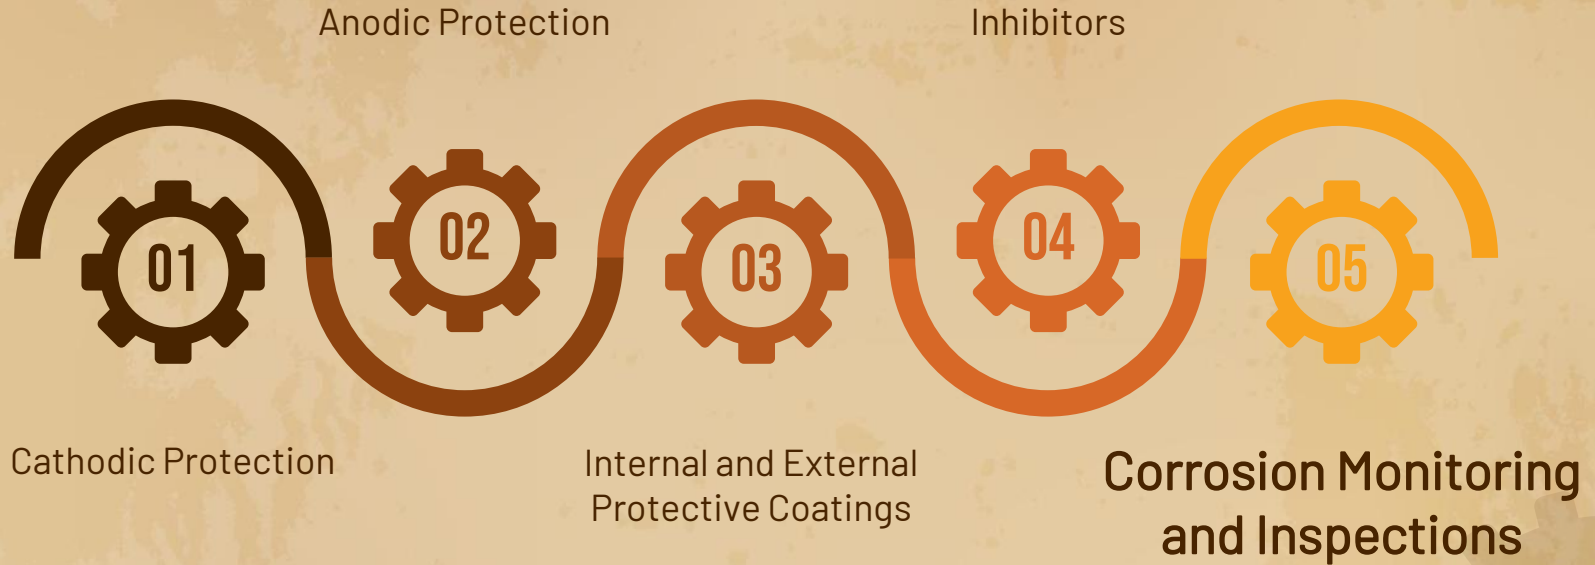 Anodic Protection
Inhibitors
01
02
03
04
05
Cathodic Protection
Internal and External
Protective Coatings
Corrosion Monitoring
and Inspections